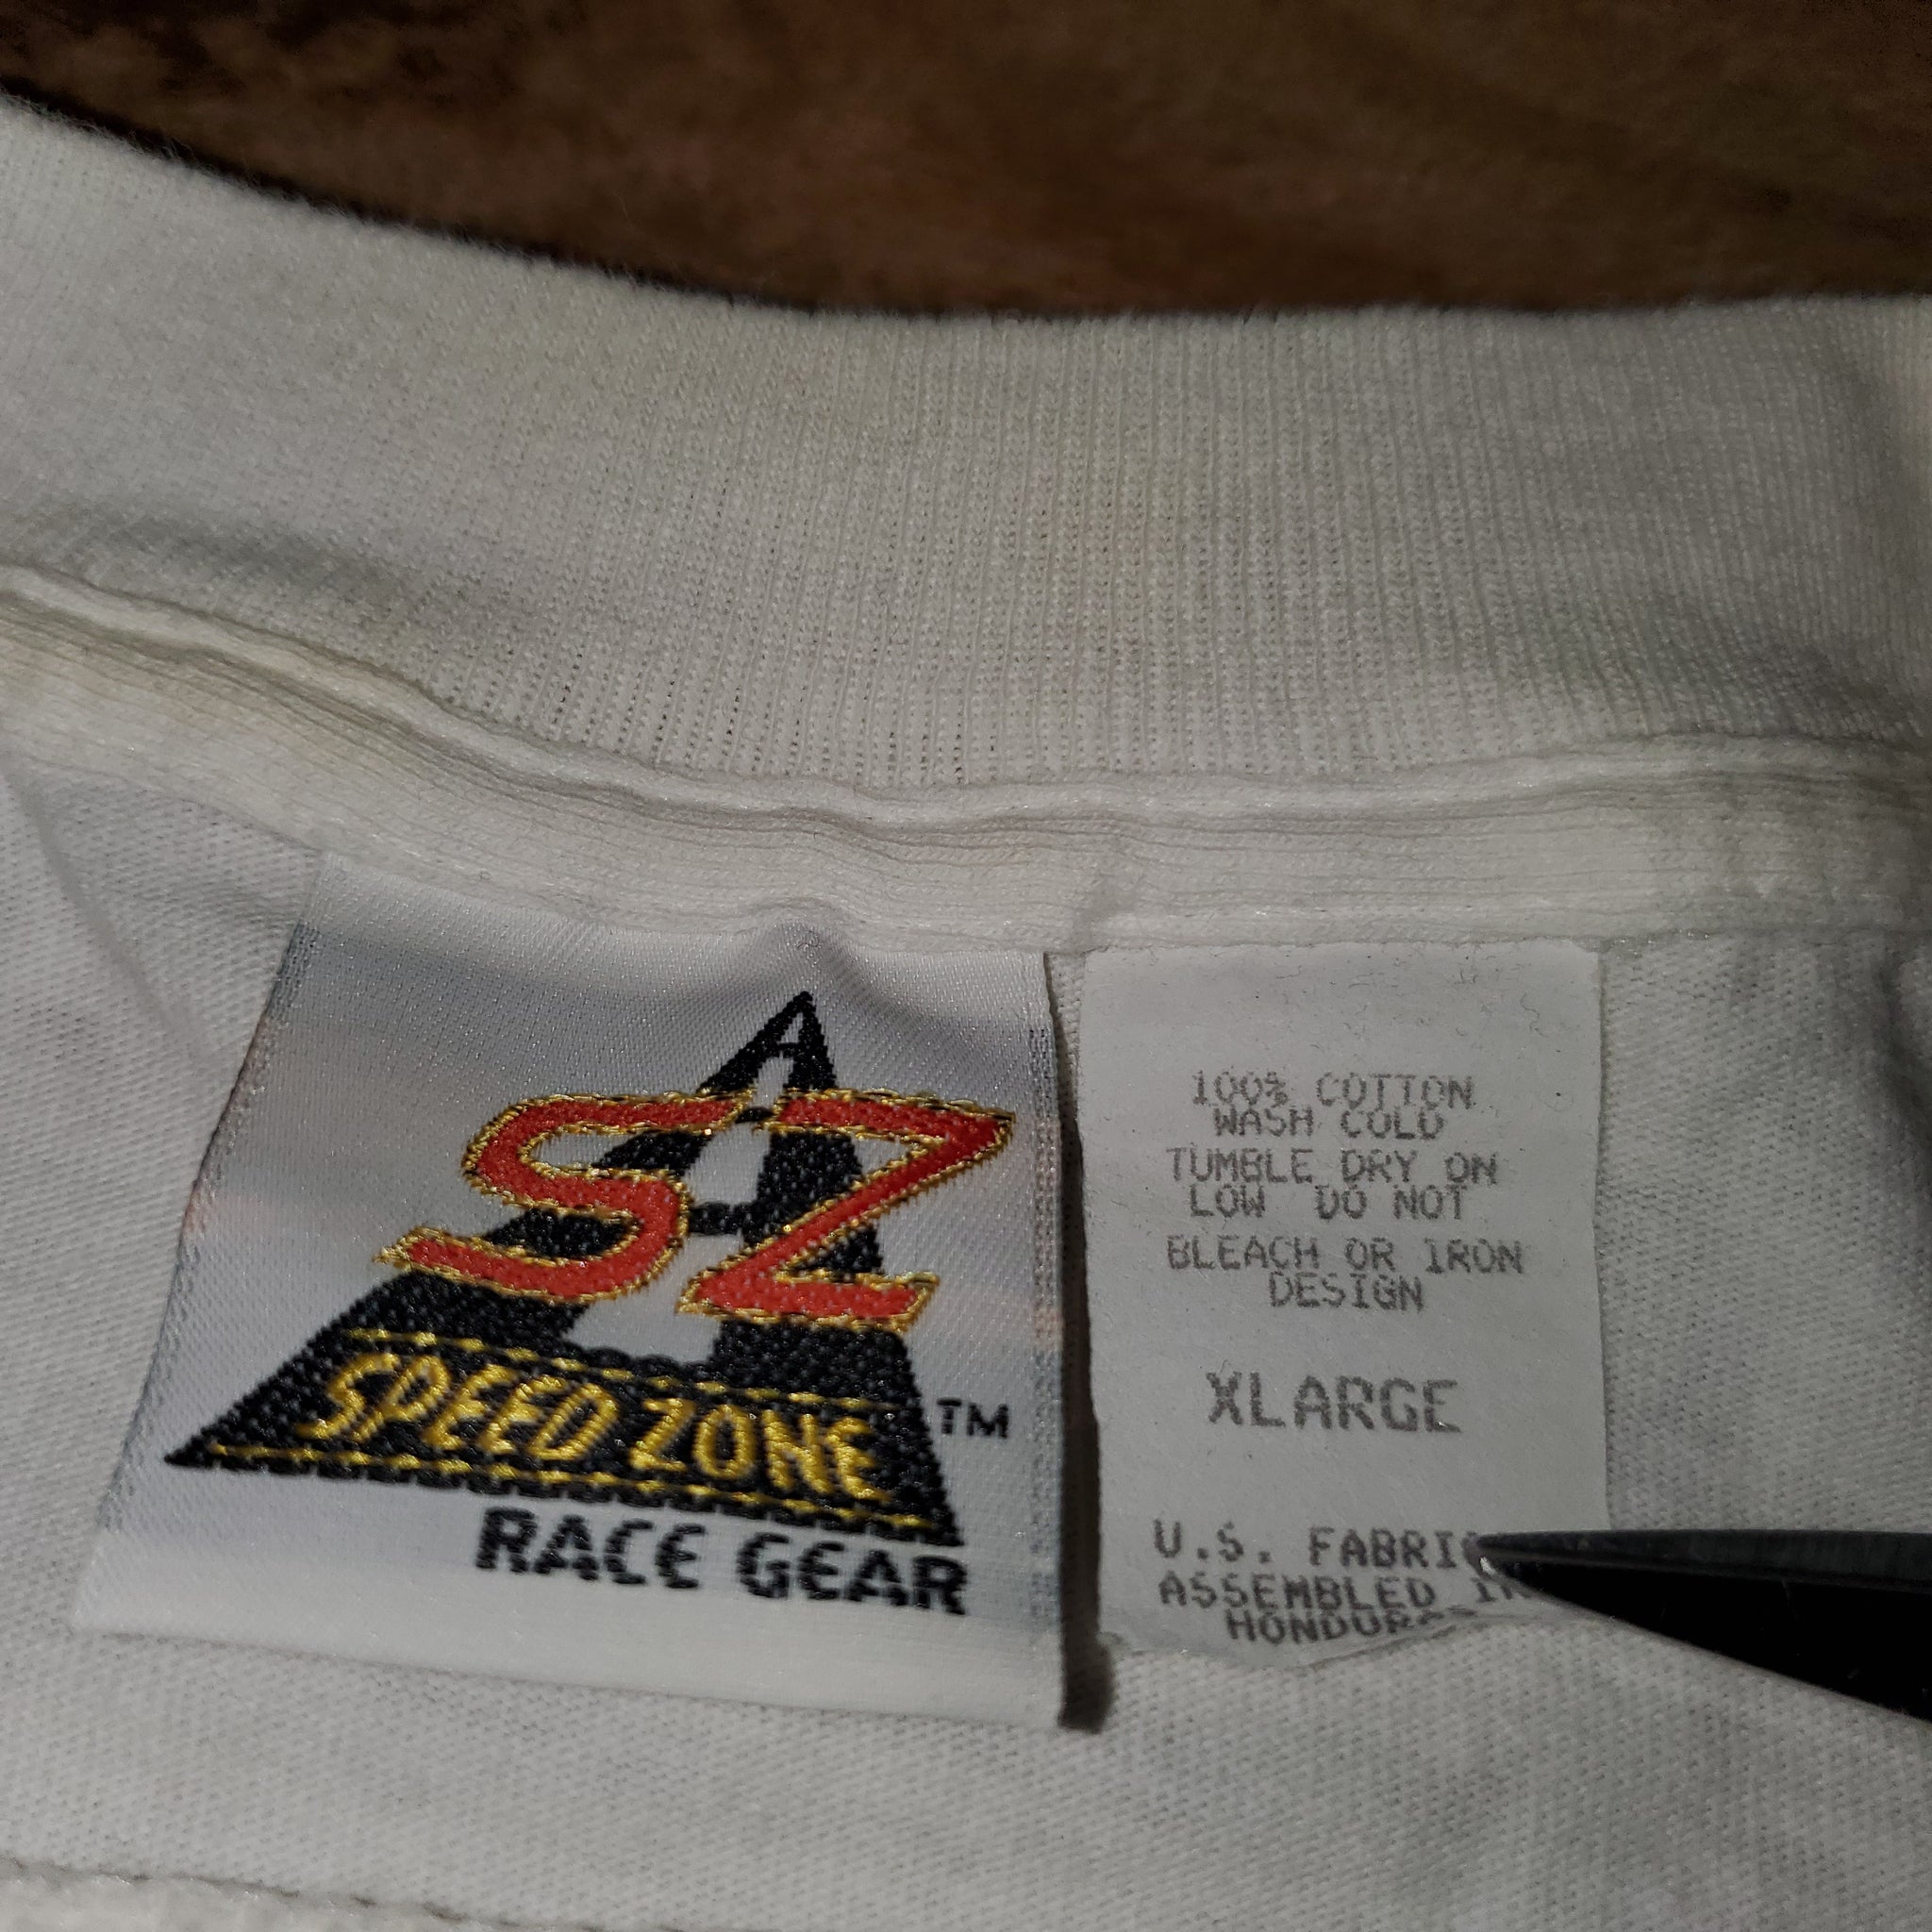 SZ
SPEED ZONE
TM
RACE GEAR
100% COTTON
WASH COLD
TUMBLE DRY ON
LOW DO NOT
BLEACH OR IRON
DESIGN
XLARGE
U.S. FABRIC
ASSEMBLED IN